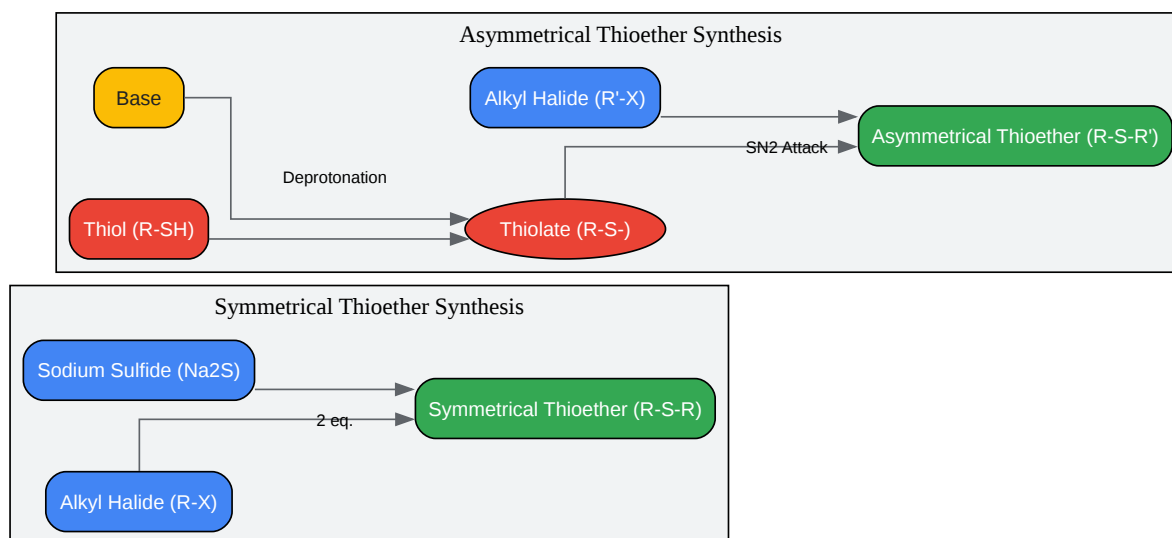 Asymmetrical Thioether Synthesis
Base
Alkyl Halide (R'-X)
Asymmetrical Thioether (R-S-R')
SN2 Attack
Deprotonation
Thiol (R-SH)
Thiolate (R-S-)
Symmetrical Thioether Synthesis
Sodium Sulfide (Na2S)
Symmetrical Thioether (R-S-R)
2 eq.
Alkyl Halide (R-X)